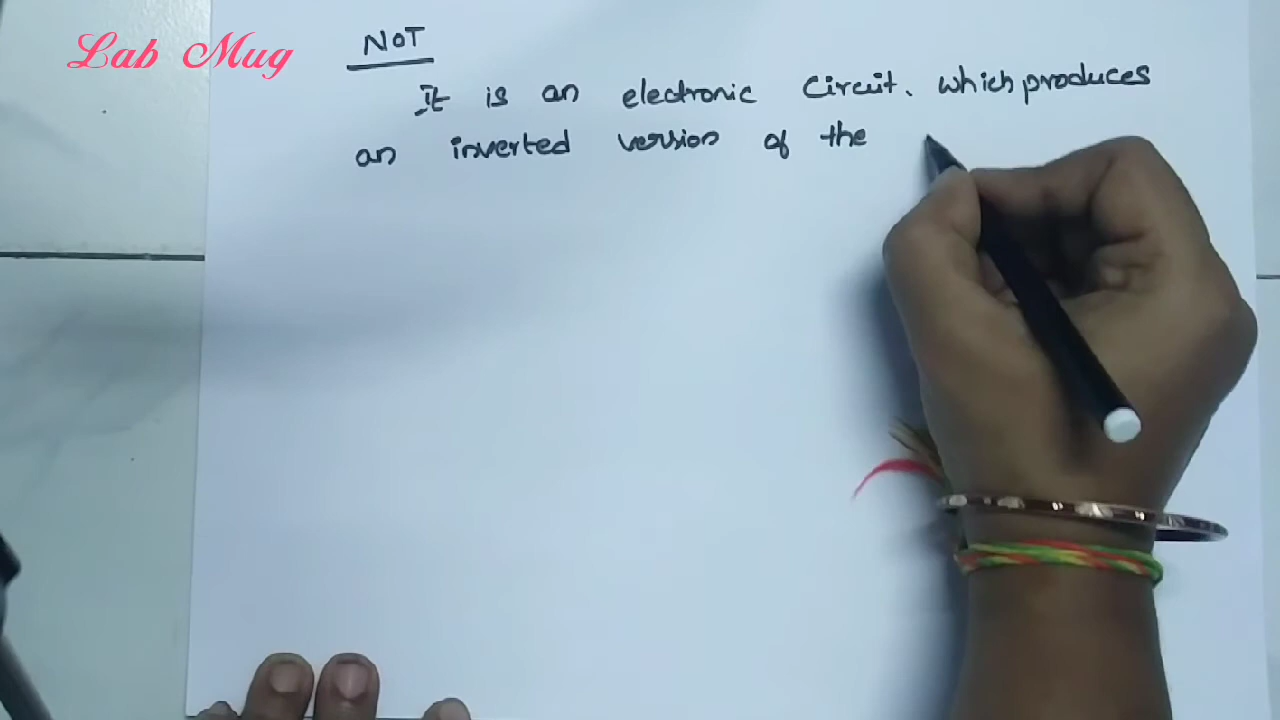 Lab Mug
NOT
It is an electronic circuit. which produces
an inverted version of the